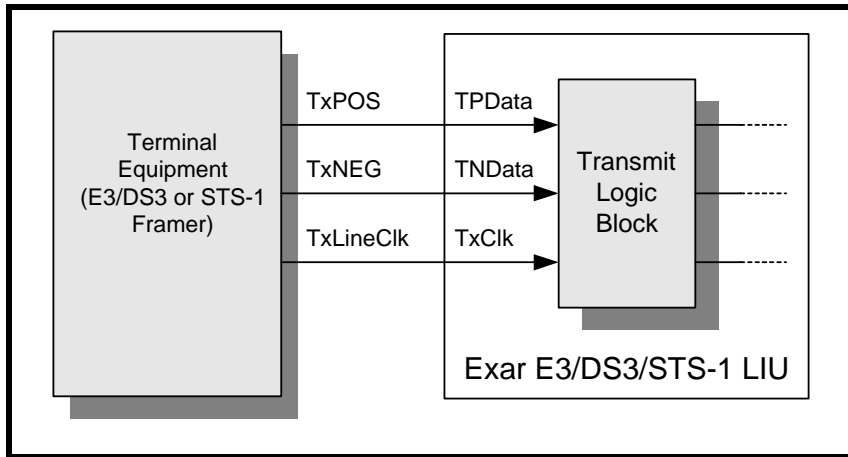 Terminal
Equipment
(E3/DS3 or STS-1
Framer)
TxPOS
TPData
TxNEG
TNData
TxLineClk
TxClk
Transmit
Logic
Block
Exar E3/DS3/STS-1 LIU